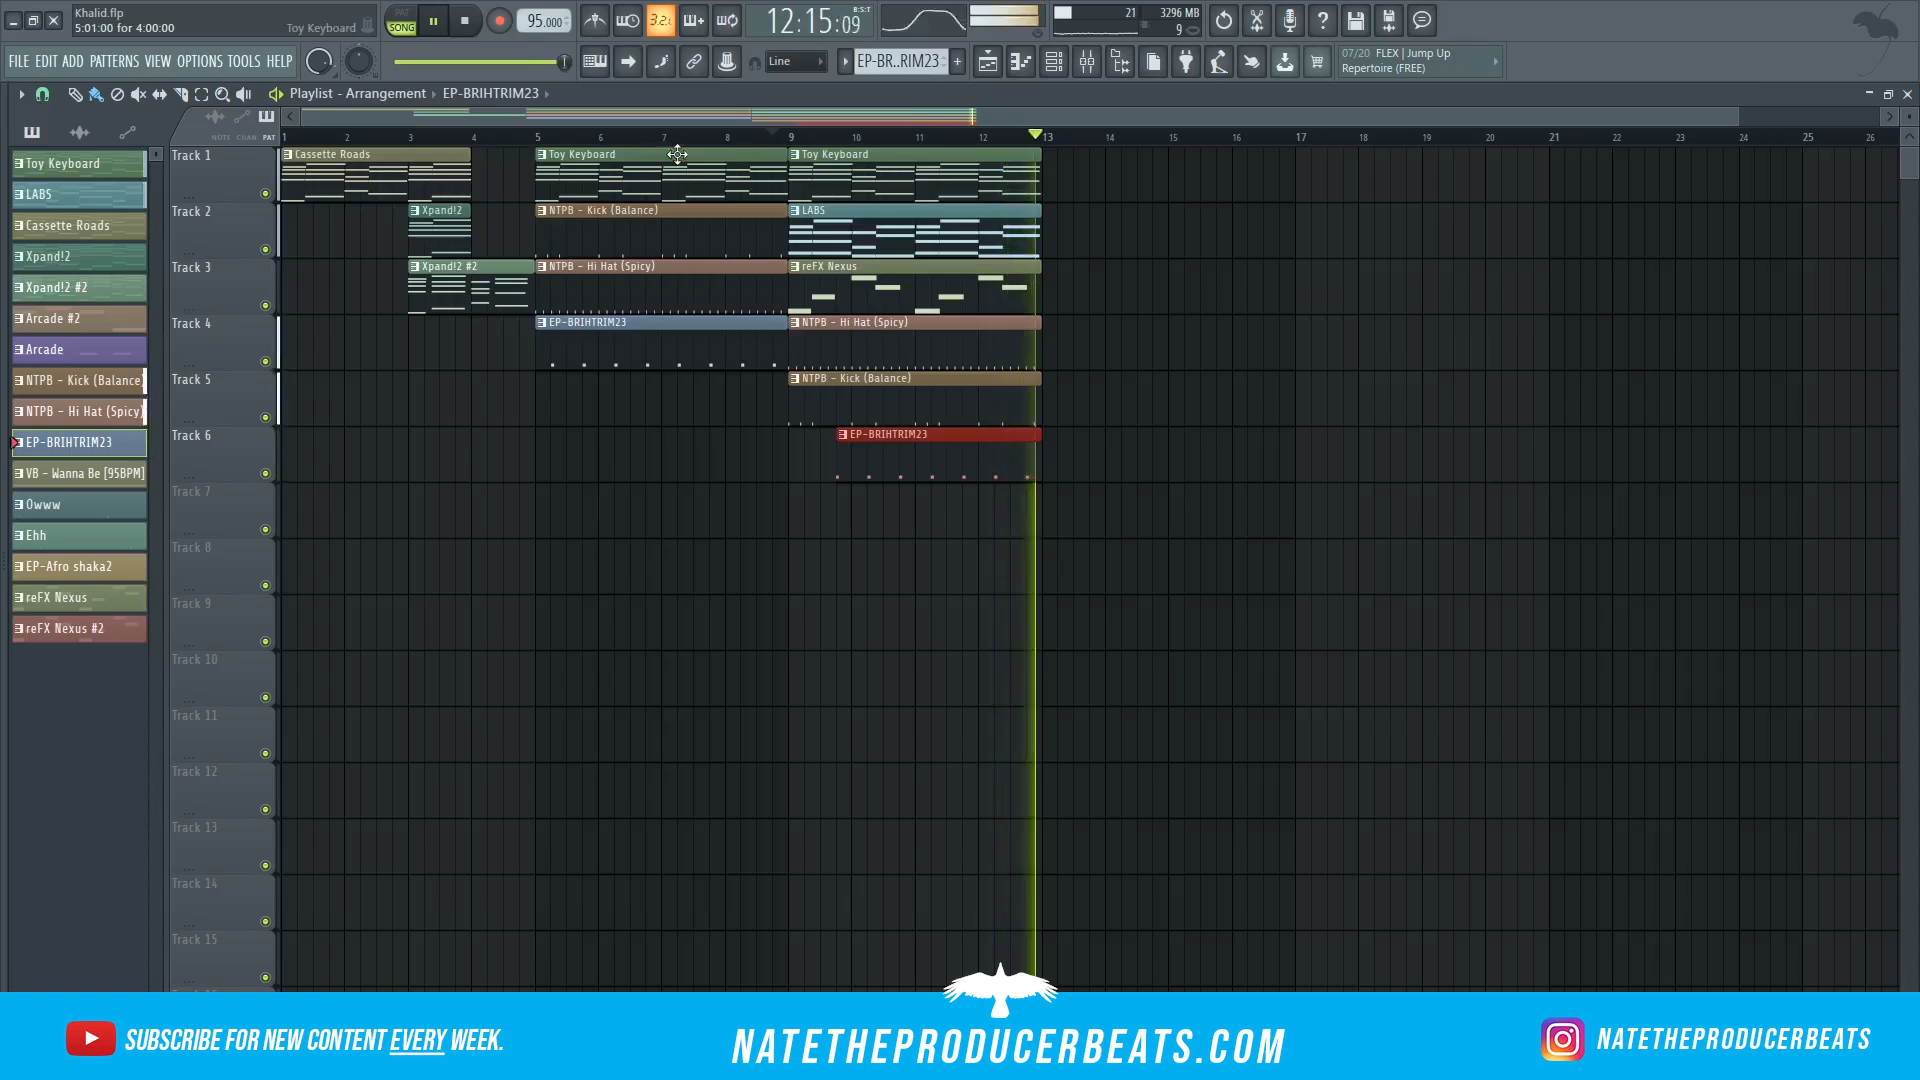 Khalid.flp
5:01:00 for 4:00:00
Toy Keyboard
PAT
SONG
95.000
12:15:09
B:S:T
21
3296 MB
9
FILE EDIT ADD PATTERNS VIEW OPTIONS TOOLS HELP
Line
EP-BR..RIM23
07/20 FLEX | Jump Up
Repertoire (FREE)
Playlist - Arrangement
EP-BRIHTRIM23
NOTE CHAN PAT
1 2 3 4 5 6 7 8 9 10 11 12 13 14 15 16 17 18 19 20 21 22 23 24 25 26
Toy Keyboard
LABS
Cassette Roads
Xpand!2
Xpand!2 #2
Arcade #2
Arcade
NTPB - Kick (Balance)
NTPB - Hi Hat (Spicy)
EP-BRIHTRIM23
VB - Wanna Be [95BPM]
Owww
Ehh
EP-Afro shaka2
reFX Nexus
reFX Nexus #2
Track 1
Cassette Roads
Toy Keyboard
Toy Keyboard
Track 2
Xpand!2
NTPB - Kick (Balance)
LABS
Track 3
Xpand!2 #2
NTPB - Hi Hat (Spicy)
reFX Nexus
Track 4
EP-BRIHTRIM23
NTPB - Hi Hat (Spicy)
Track 5
NTPB - Kick (Balance)
Track 6
EP-BRIHTRIM23
Track 7
Track 8
Track 9
Track 10
Track 11
Track 12
Track 13
Track 14
Track 15
SUBSCRIBE FOR NEW CONTENT EVERY WEEK.
NATETHEPRODUCERBEATS.COM
NATETHEPRODUCERBEATS